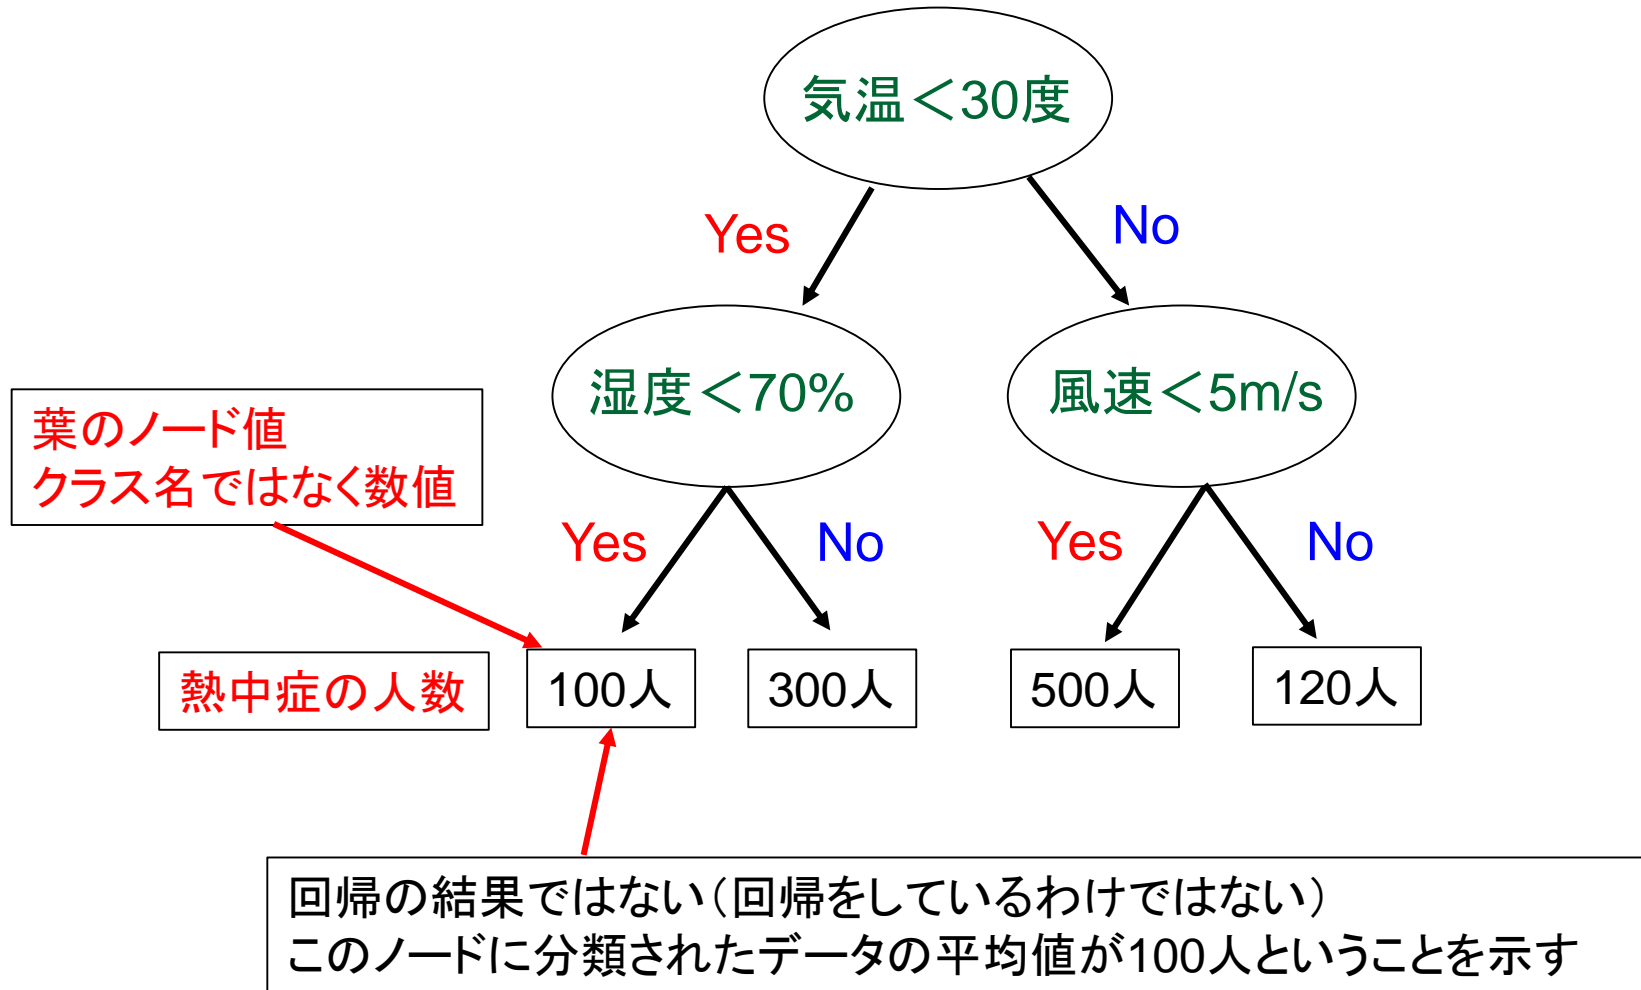 気温＜30度
Yes
No
湿度＜70%
風速＜5m/s
葉のノード値
クラス名ではなく数値
Yes
No
Yes
No
熱中症の人数
100人
300人
500人
120人
回帰の結果ではない（回帰をしているわけではない）
このノードに分類されたデータの平均値が100人ということを示す